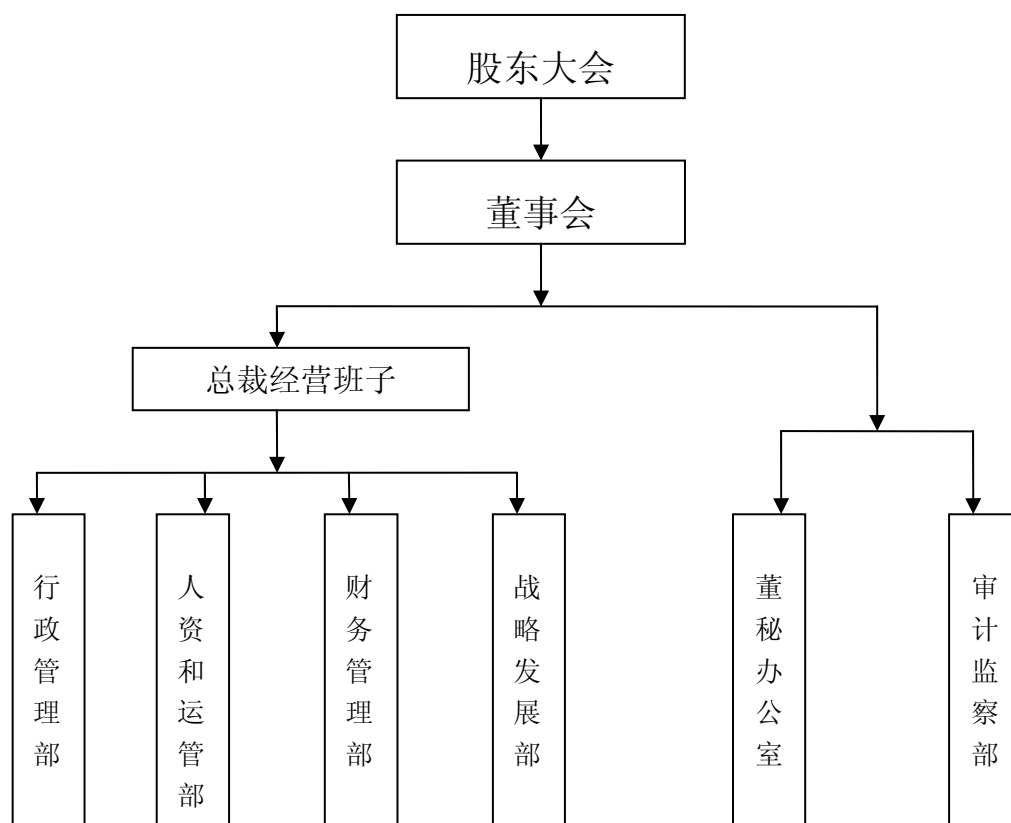 股东大会
董事会
总裁经营班子
行政管理部
人资和运管部
财务管理部
战略发展部
董秘办公室
审计监察部